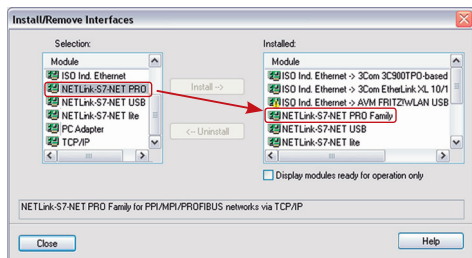 Install/Remove Interfaces
Selection:
Module
ISO Ind. Ethernet
NETLink-S7-NET PRO
NETLink-S7-NET USB
NETLink-S7-NET lite
PC Adapter
TCP/IP
Install -->
<-- Uninstall
Installed:
Module
ISO Ind. Ethernet -> 3Com 3C900TPO-based
ISO Ind. Ethernet -> 3Com EtherLink XL 10/1
ISO Ind. Ethernet -> AVM FRITZ!WLAN USB
NETLink-S7-NET PRO Family
NETLink-S7-NET USB
NETLink-S7-NET lite
Display modules ready for operation only
NETLink-S7-NET PRO Family for PPI/MPI/PROFIBUS networks via TCP/IP
Close
Help